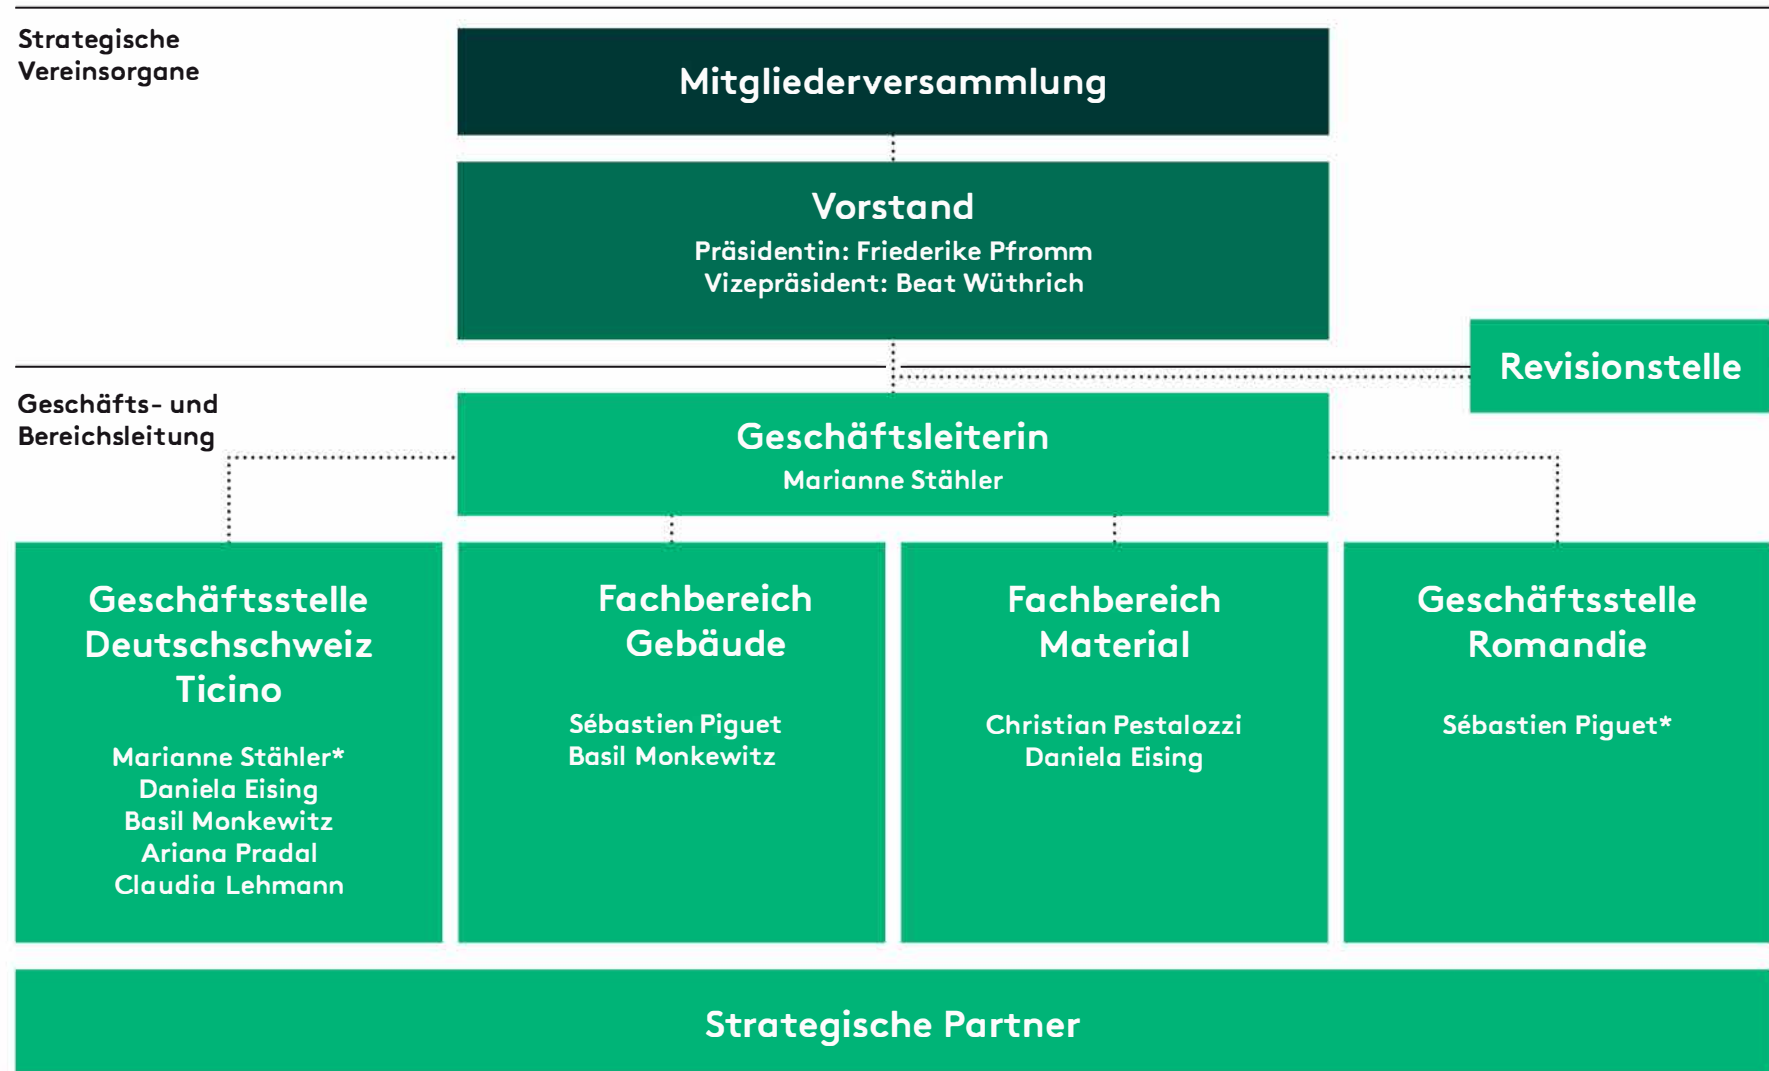 Strategische
Vereinsorgane
Mitgliederversammlung
Vorstand
Präsidentin: Friederike Pfromm
Vizepräsident: Beat Wüthrich
Revisionstelle
Geschäfts- und
Bereichsleitung
Geschäftsleiterin
Marianne Stähler
Geschäftsstelle
Deutschschweiz
Ticino
Marianne Stähler*
Daniela Eising
Basil Monkewitz
Ariana Pradal
Claudia Lehmann
Fachbereich
Gebäude
Sébastien Piguet
Basil Monkewitz
Fachbereich
Material
Christian Pestalozzi
Daniela Eising
Geschäftsstelle
Romandie
Sébastien Piguet*
Strategische Partner